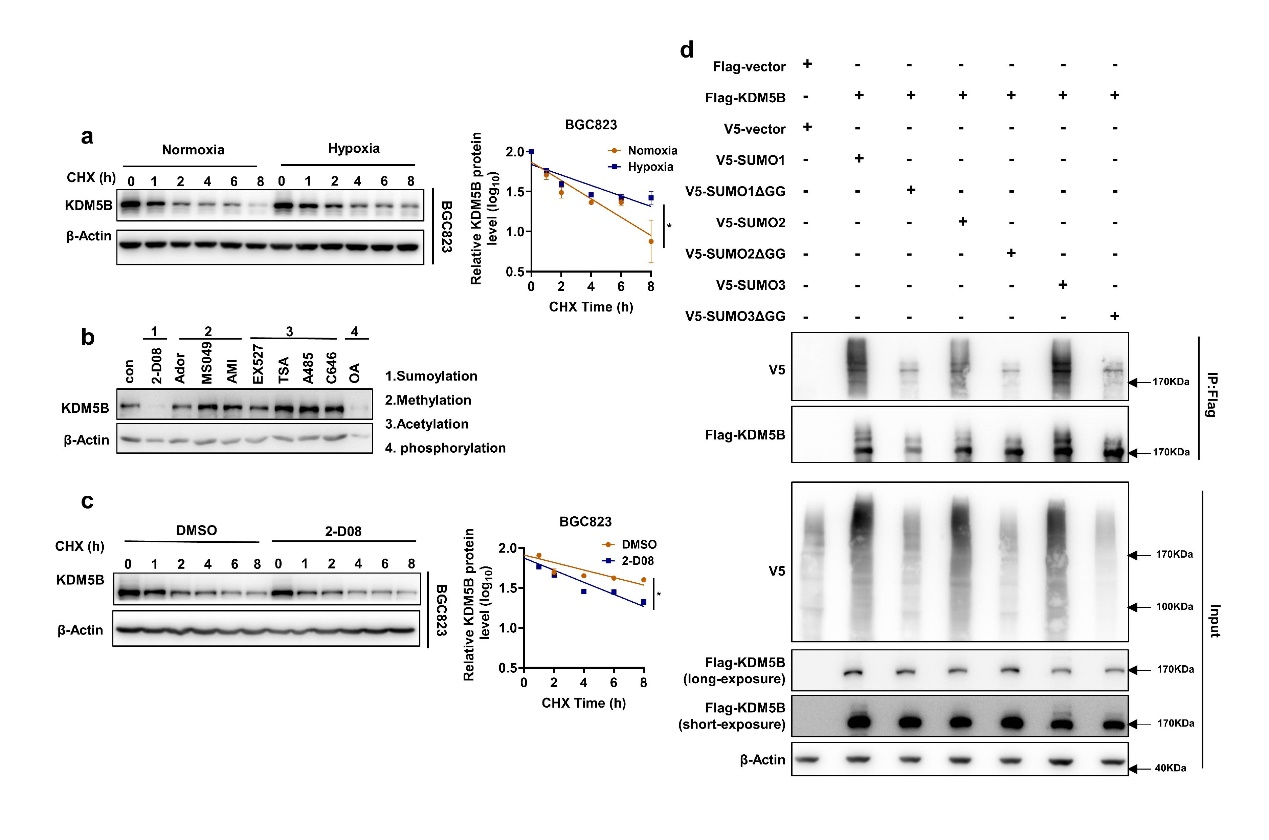 a
Normoxia Hypoxia
CHX (h) 0 1 2 4 6 8 0 1 2 4 6 8
KDM5B
β-Actin
BGC823
BGC823
Nomoxia
Hypoxia
Relative KDM5B protein
level (log10)
2.0
1.5
1.0
0.5
0 2 4 6 8
CHX Time (h)
*
b
1 2 3 4
con 2-D08 Ador MS049 AMI EX527 TSA A485 C646 OA
KDM5B
β-Actin
1.Sumoylation
2.Methylation
3.Acetylation
4. phosphorylation
c
DMSO 2-D08
CHX (h)
0 1 2 4 6 8 0 1 2 4 6 8
KDM5B
β-Actin
BGC823
BGC823
DMSO
2-D08
Relative KDM5B protein
level (log10)
2.0
1.5
1.0
0.5
0 2 4 6 8
CHX Time (h)
*
d
Flag-vector + - - - - - -
Flag-KDM5B - + + + + + +
V5-vector + - - - - - -
V5-SUMO1 - + - - - - -
V5-SUMO1ΔGG - - + - - - -
V5-SUMO2 - - - + - - -
V5-SUMO2ΔGG - - - - + - -
V5-SUMO3 - - - - - + -
V5-SUMO3ΔGG - - - - - - +
V5
170KDa
Flag-KDM5B
170KDa
IP:Flag
V5
170KDa
100KDa
Flag-KDM5B
(long-exposure)
170KDa
Flag-KDM5B
(short-exposure)
170KDa
β-Actin
40KDa
Input